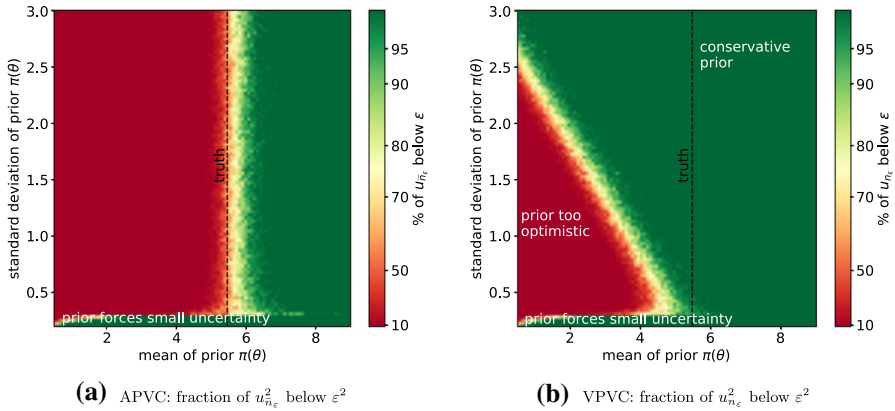 3.0
2.5
2.0
1.5
1.0
0.5
standard deviation of prior π(θ)
2
4
6
8
mean of prior π(θ)
truth
prior forces small uncertainty
95
90
80
70
50
10
% of u_{n̄_ε} below ε
(a) APVC: fraction of u²_{n̄_ε} below ε²
3.0
2.5
2.0
1.5
1.0
0.5
standard deviation of prior π(θ)
2
4
6
8
mean of prior π(θ)
conservative
prior
truth
prior too
optimistic
prior forces small uncertainty
95
90
80
70
50
10
% of u_{n_ε} below ε
(b) VPVC: fraction of u²_{n_ε} below ε²